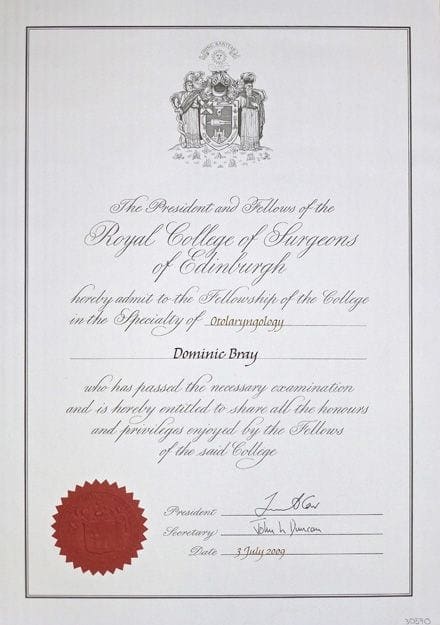 The President and Fellows of the
Royal College of Surgeons
of Edinburgh
hereby admit to the Fellowship of the College
in the Specialty of Otolaryngology
Dominic Bray
who has passed the necessary examination
and is hereby entitled to share all the honours
and privileges enjoyed by the Fellows
of the said College
President
Secretary John L Duncan
Date 3 July 2009
30590